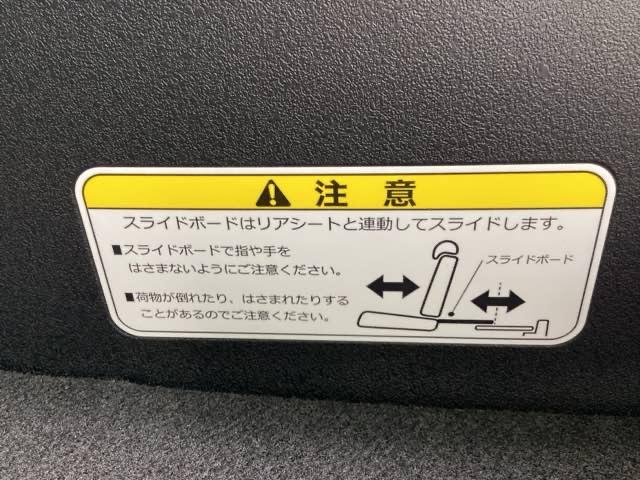 注意
スライドボードはリアシートと連動してスライドします。
■スライドボードで指や手を
はさまないようにご注意ください。
■荷物が倒れたり、はさまれたりする
ことがあるのでご注意ください。
スライドボード